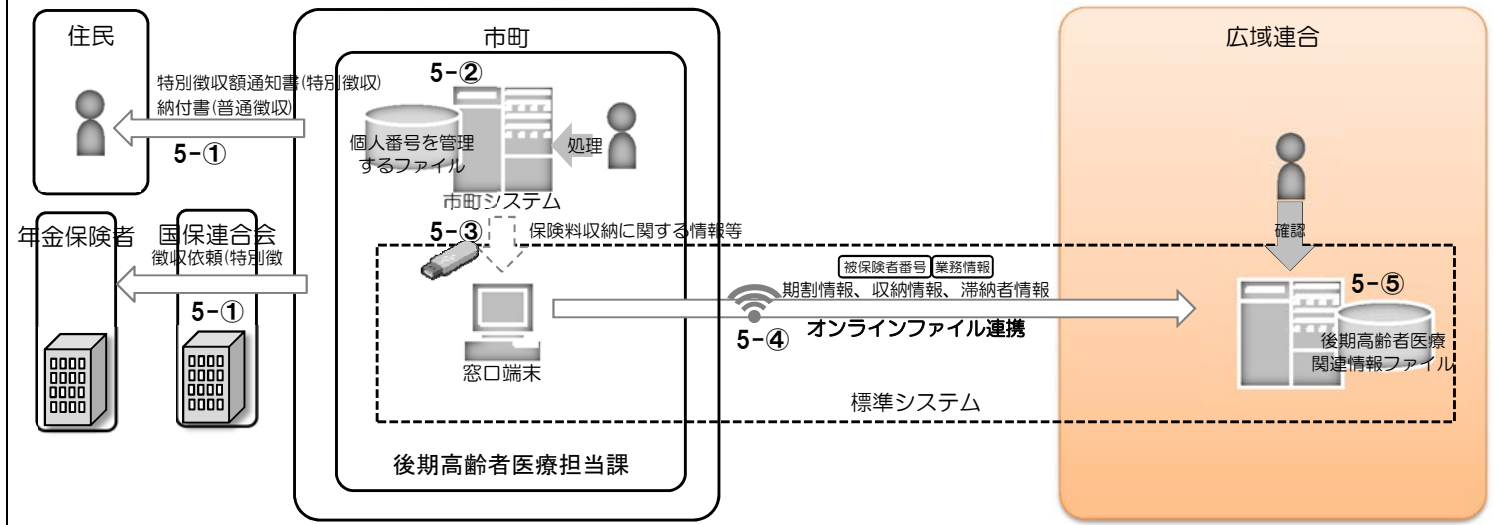 住民
特別徴収額通知書(特別徴収)
納付書(普通徴収)
5-①
年金保険者
国保連合会
徴収依頼(特別徴
5-①
市町
5-②
個人番号を管理
するファイル
処理
市町システム
5-③
保険料収納に関する情報等
窓口端末
後期高齢者医療担当課
被保険者番号
業務情報
期割情報、収納情報、滞納者情報
5-④
オンラインファイル連携
標準システム
広域連合
確認
5-⑤
後期高齢者医療
関連情報ファイル